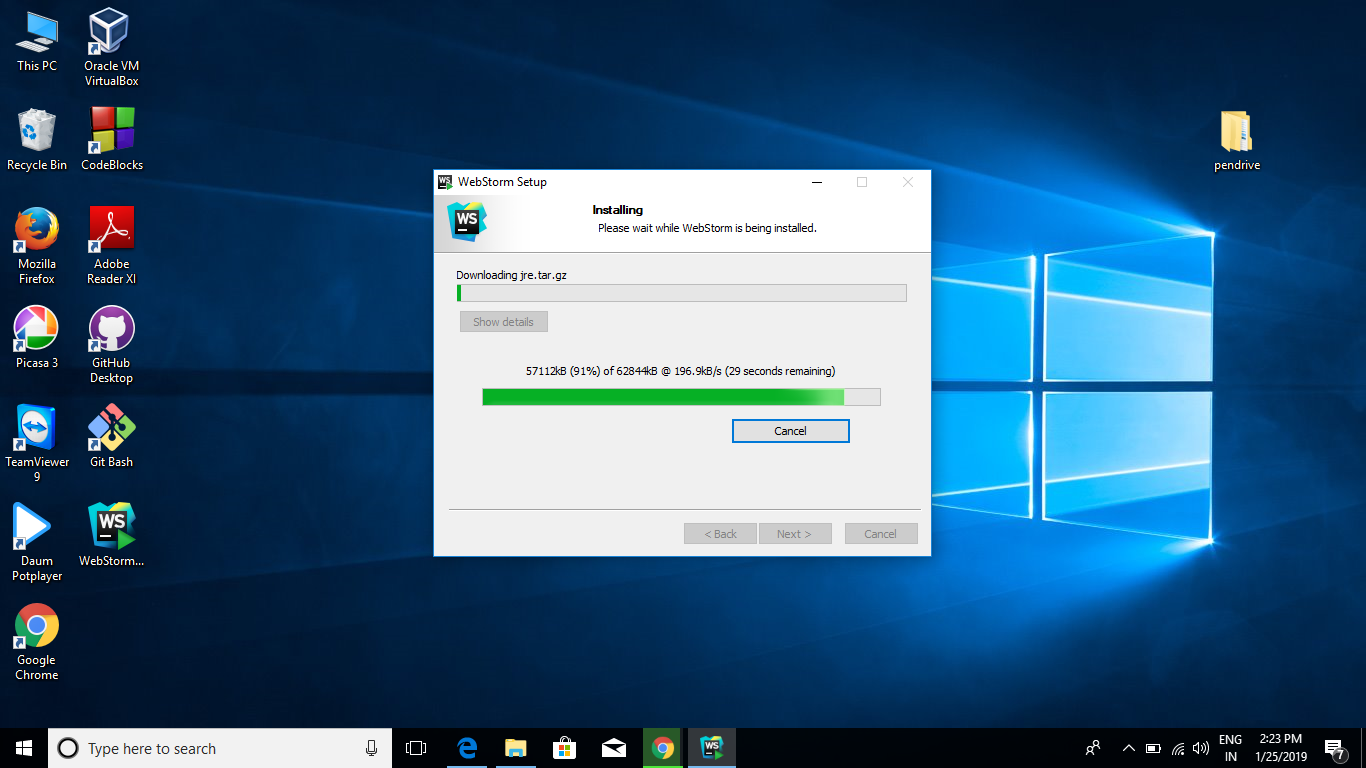 This PC
Oracle VM
VirtualBox
Recycle Bin
CodeBlocks
pendrive
Mozilla
Firefox
Adobe
Reader XI
Picasa 3
GitHub
Desktop
TeamViewer
9
Git Bash
WS
Daum
Potplayer
WebStorm...
Google
Chrome
WS
WebStorm Setup
WS
Installing
Please wait while WebStorm is being installed.
Downloading jre.tar.gz
Show details
57112kB (91%) of 62844kB @ 196.9kB/s (29 seconds remaining)
Cancel
< Back
Next >
Cancel
Type here to search
WS
ENG
IN
2:23 PM
1/25/2019
7